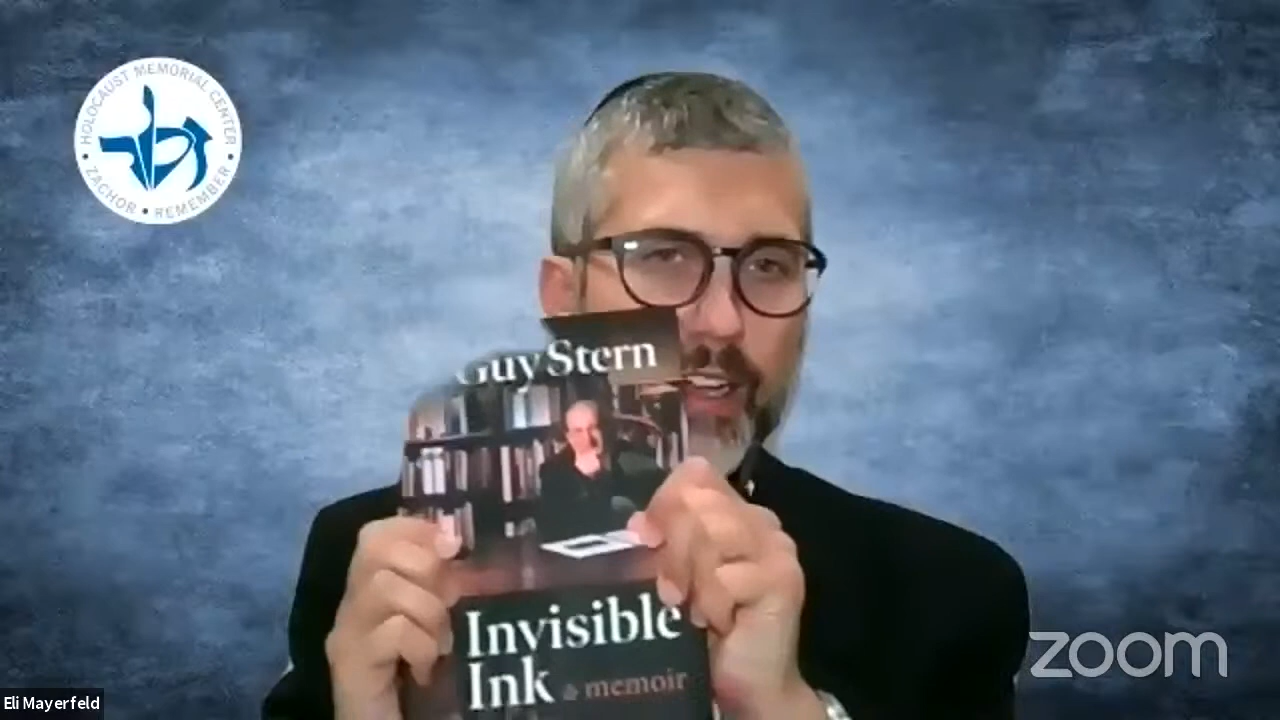 HOLOCAUST MEMORIAL CENTER
ZACHOR • REMEMBER
Guy Stern
Invisible
Ink a memoir
zoom
Eli Mayerfeld